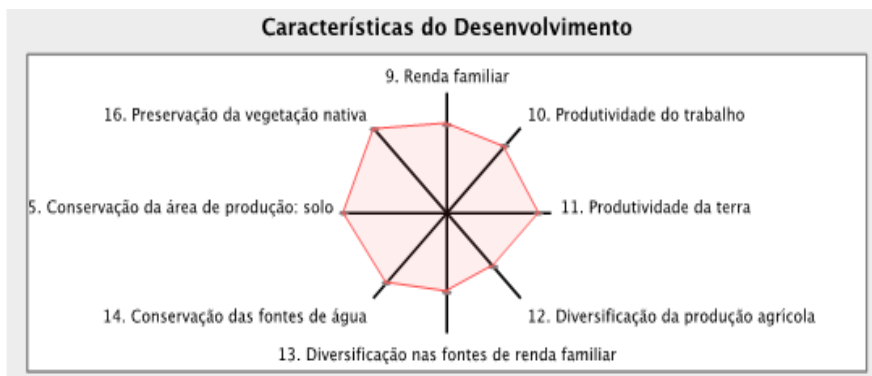 Características do Desenvolvimento
9. Renda familiar
16. Preservação da vegetação nativa
10. Produtividade do trabalho
5. Conservação da área de produção: solo
11. Produtividade da terra
14. Conservação das fontes de água
12. Diversificação da produção agrícola
13. Diversificação nas fontes de renda familiar